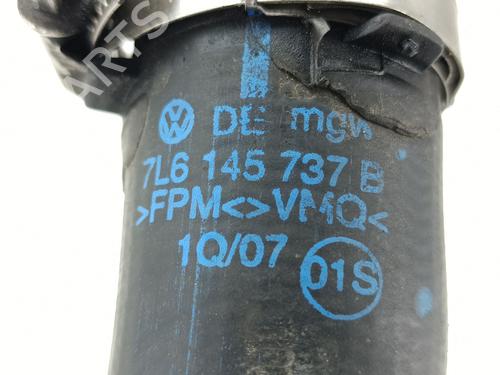 DE mgw
7L6 145 737 B
>FPM<>VMQ<
1Q/07 01S